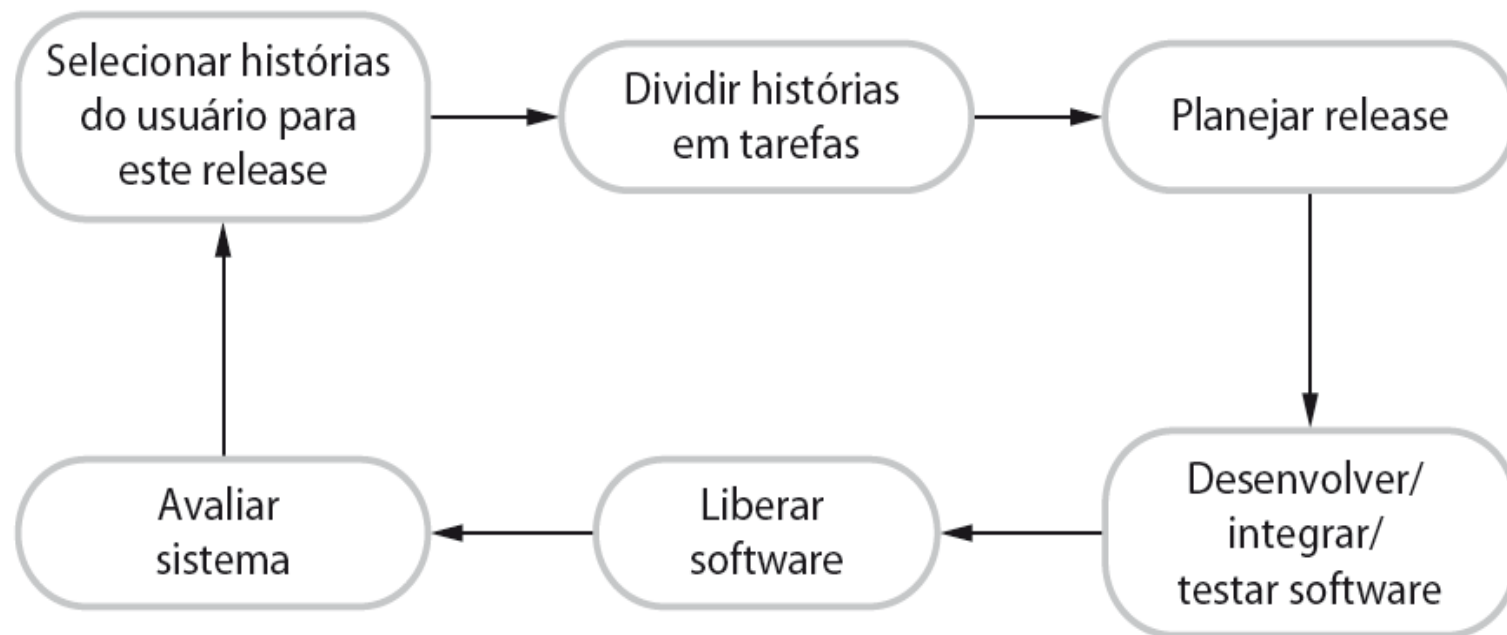 Selecionar histórias
do usuário para
este release
Dividir histórias
em tarefas
Planejar release
Desenvolver/
integrar/
testar software
Liberar
software
Avaliar
sistema